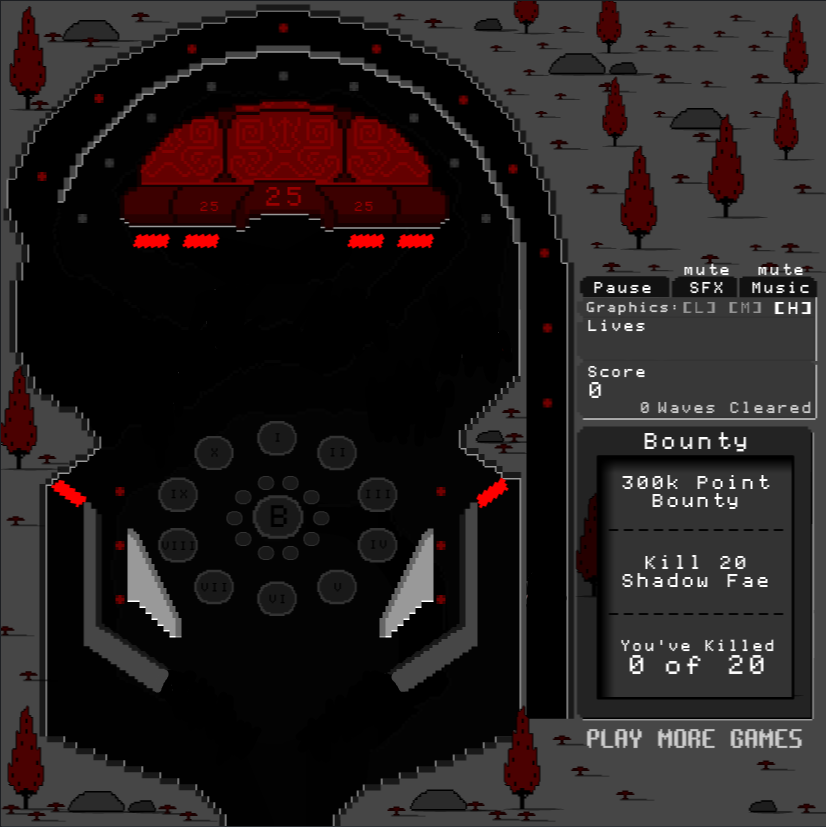 25
25 25
mute mute
Pause SFX Music
Graphics: [L] [M] [H]
Lives
Score
0
0 Waves Cleared
Bounty
300k Point
Bounty
Kill 20
Shadow Fae
You've Killed
0 of 20
PLAY MORE GAMES
I
X II
IX III
B
VIII IV
VII V
VI